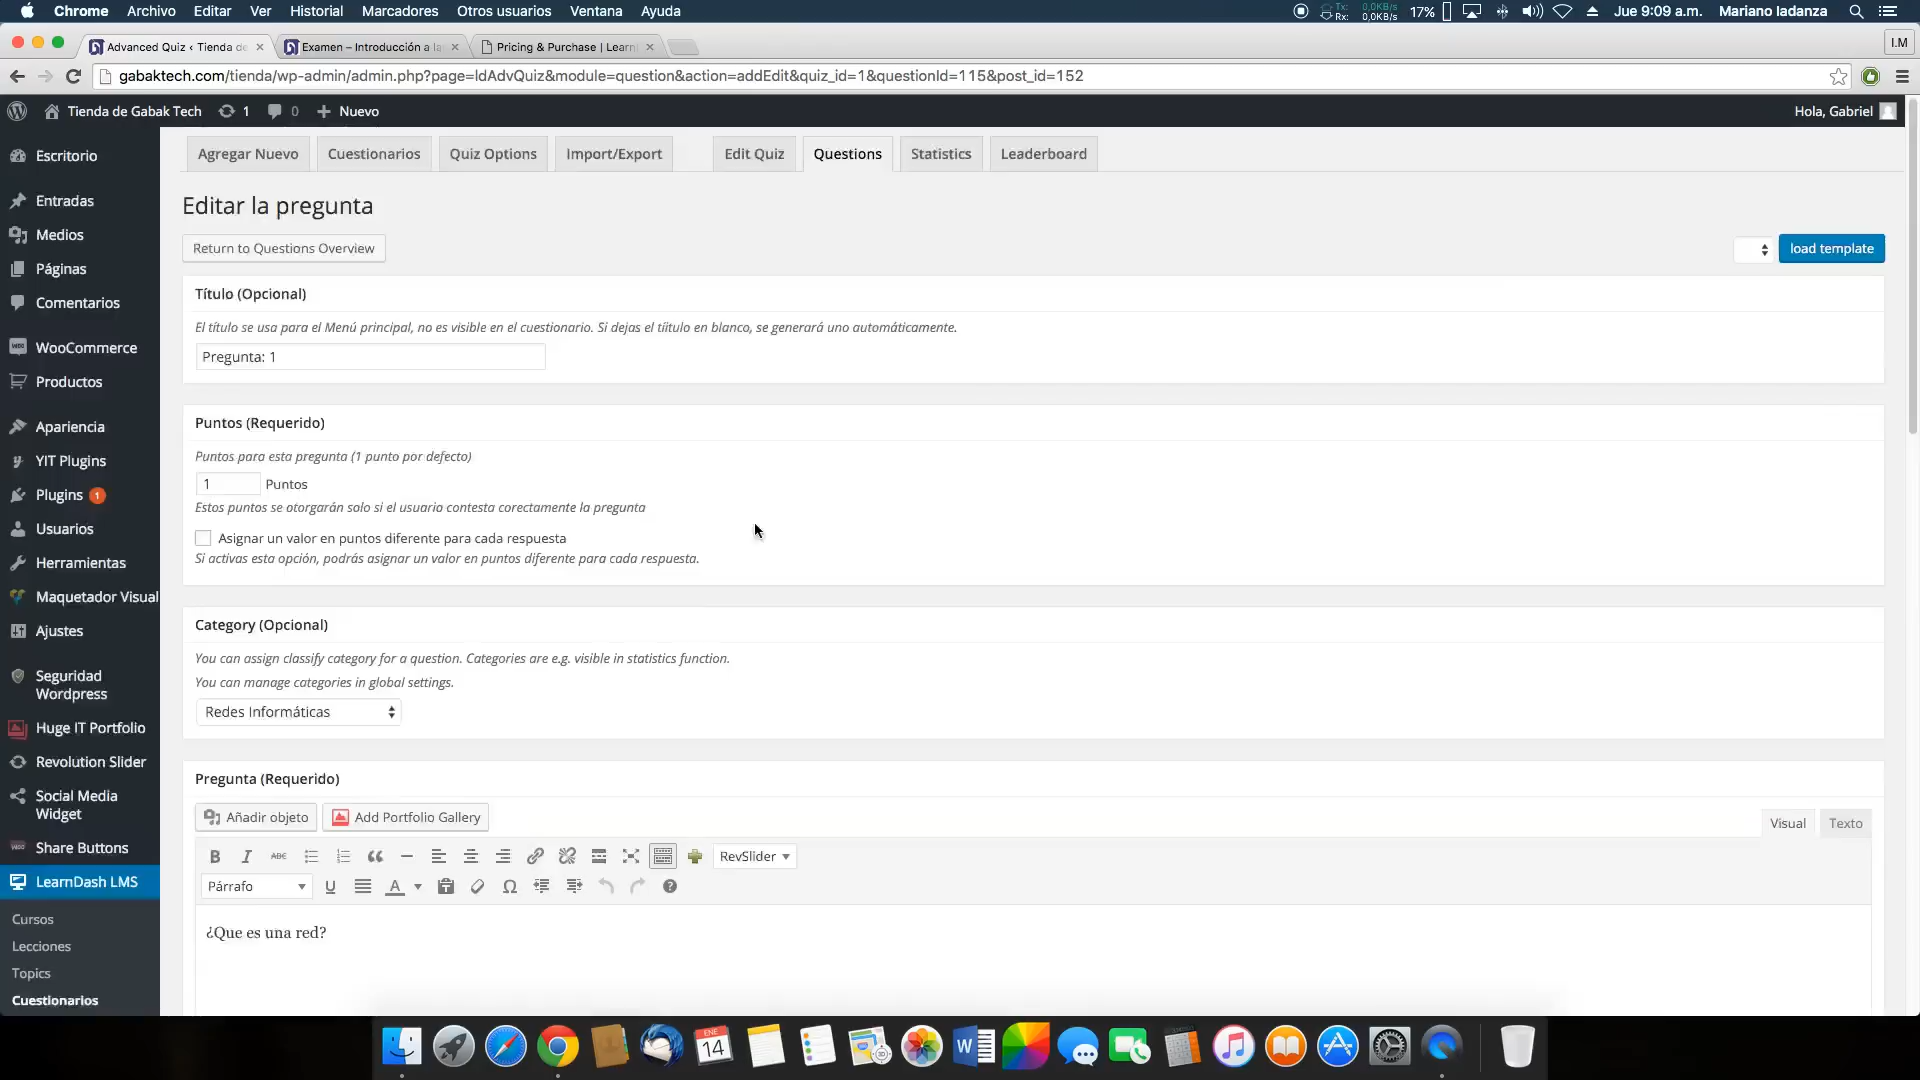 Chrome Archivo Editar Ver Historial Marcadores Otros usuarios Ventana Ayuda Tx: 0,0KB/s Rx: 0,0KB/s 17% Jue 9:09 a.m. Mariano Iadanza
Advanced Quiz ‹ Tienda de Examen – Introducción a la Pricing & Purchase | Learn I.M
gabaktech.com/tienda/wp-admin/admin.php?page=ldAdvQuiz&module=question&action=addEdit&quiz_id=1&questionId=115&post_id=152
Tienda de Gabak Tech 1 0 Nuevo Hola, Gabriel
Escritorio
Entradas
Medios
Páginas
Comentarios
WooCommerce
Productos
Apariencia
YIT Plugins
Plugins 1
Usuarios
Herramientas
Maquetador Visual
Ajustes
Seguridad
Wordpress
Huge IT Portfolio
Revolution Slider
Social Media
Widget
Share Buttons
LearnDash LMS
Cursos
Lecciones
Topics
Cuestionarios
Agregar Nuevo Cuestionarios Quiz Options Import/Export Edit Quiz Questions Statistics Leaderboard
Editar la pregunta
Return to Questions Overview load template
Título (Opcional)
El título se usa para el Menú principal, no es visible en el cuestionario. Si dejas el tíitulo en blanco, se generará uno automáticamente.
Pregunta: 1
Puntos (Requerido)
Puntos para esta pregunta (1 punto por defecto)
1 Puntos
Estos puntos se otorgarán salo si el usuario contesta corectamente la pregunta
Asignar un valor en puntos diferente para cada respuesta
Si activas esta opción, podrás asignar un valor en puntos diferente para cada respuesta.
Category (Opcional)
You can assign classify category for a question. Categories are e.g. visible in statistics function.
You can manage categories in global settings.
Redes Informáticas
Pregunta (Requerido)
Añadir objeto Add Portfolio Gallery Visual Texto
B I ABC RevSlider
Párrafo U A Ω
¿Que es una red?
ENE
14